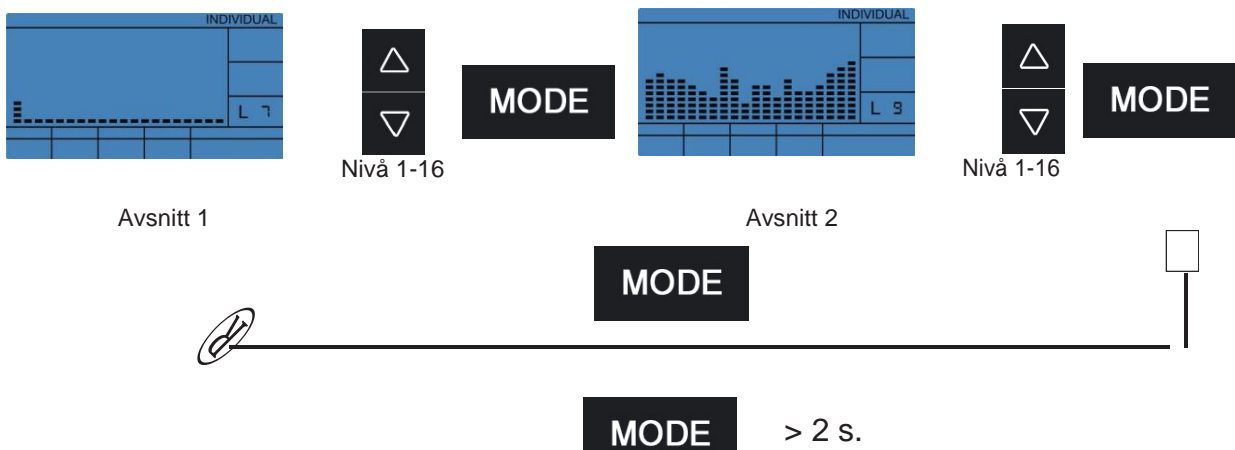 INDIVIDUAL
L 7
MODE
Nivå 1-16
Avsnitt 1
INDIVIDUAL
L 9
MODE
Nivå 1-16
Avsnitt 2
MODE
MODE > 2 s.